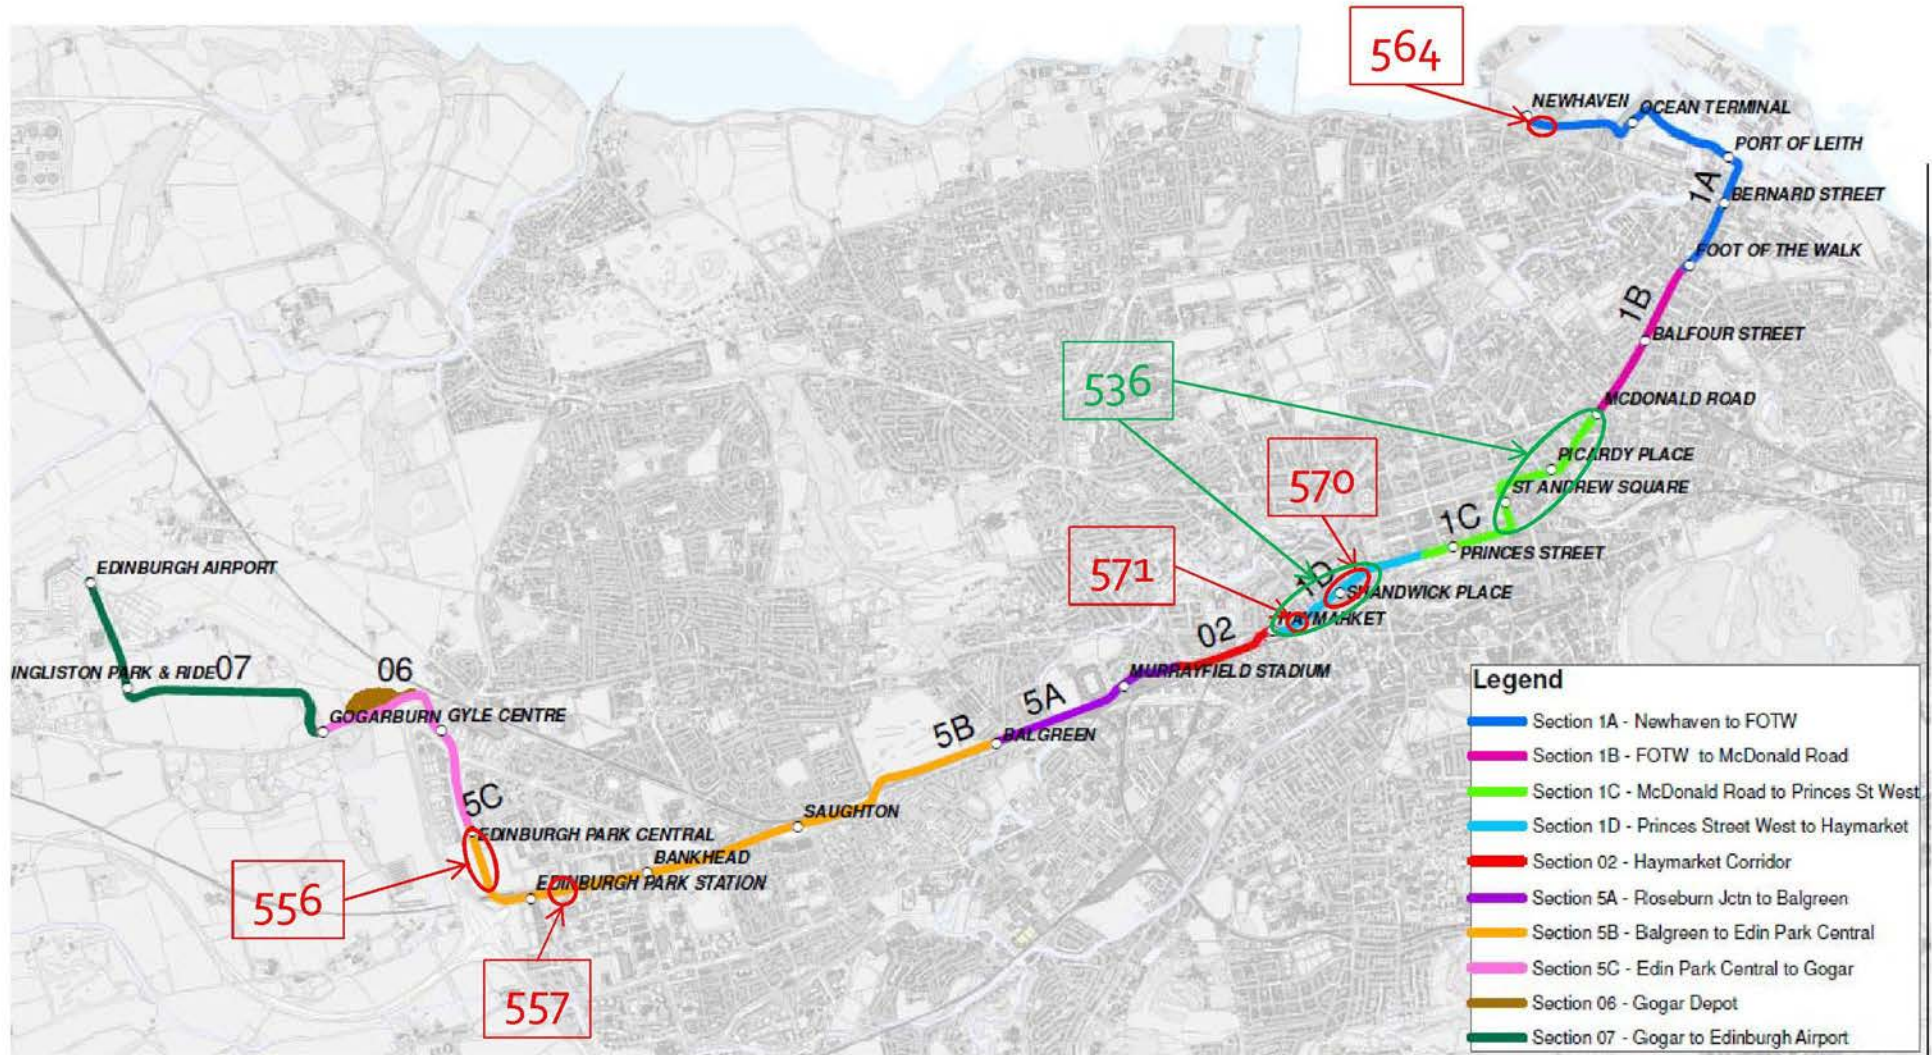 564
NEWHAVEN
OCEAN TERMINAL
PORT OF LEITH
1A
BERNARD STREET
FOOT OF THE WALK
1B
BALFOUR STREET
536
MCDONALD ROAD
PICARDY PLACE
570
ST ANDREW SQUARE
1C
PRINCES STREET
571
1D
SHANDWICK PLACE
HAYMARKET
EDINBURGH AIRPORT
02
INGLISTON PARK & RIDE
07
06
MURRAYFIELD STADIUM
5A
GOGARBURN
GYLE CENTRE
5B
BALGREEN
5C
SAUGHTON
EDINBURGH PARK CENTRAL
BANKHEAD
EDINBURGH PARK STATION
556
557
Legend
Section 1A - Newhaven to FOTW
Section 1B - FOTW to McDonald Road
Section 1C - McDonald Road to Princes St West
Section 1D - Princes Street West to Haymarket
Section 02 - Haymarket Corridor
Section 5A - Roseburn Jctn to Balgreen
Section 5B - Balgreen to Edin Park Central
Section 5C - Edin Park Central to Gogar
Section 06 - Gogar Depot
Section 07 - Gogar to Edinburgh Airport